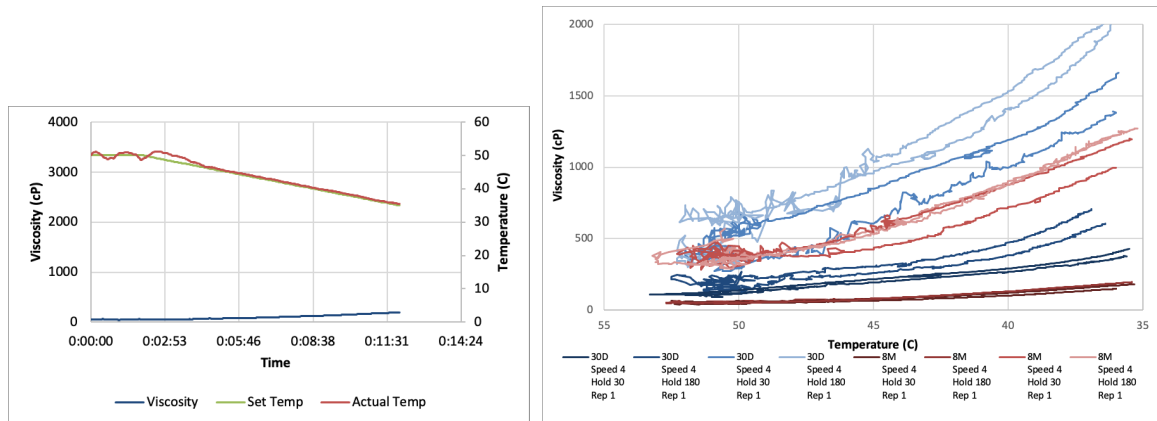 4000
3000
2000
1000
0
Viscosity (cP)
60
50
40
30
20
10
0
Temperature (C)
0:00:00 0:02:53 0:05:46 0:08:38 0:11:31 0:14:24
Time
Viscosity Set Temp Actual Temp
2000
1500
1000
500
0
Viscosity (cP)
55 50 45 40 35
Temperature (C)
30D 30D 30D 30D 8M 8M 8M 8M
Speed 4 Speed 4 Speed 4 Speed 4 Speed 4 Speed 4 Speed 4 Speed 4
Hold 30 Hold 180 Hold 30 Hold 180 Hold 30 Hold 180 Hold 30 Hold 180
Rep 1 Rep 1 Rep 1 Rep 1 Rep 1 Rep 1 Rep 1 Rep 1